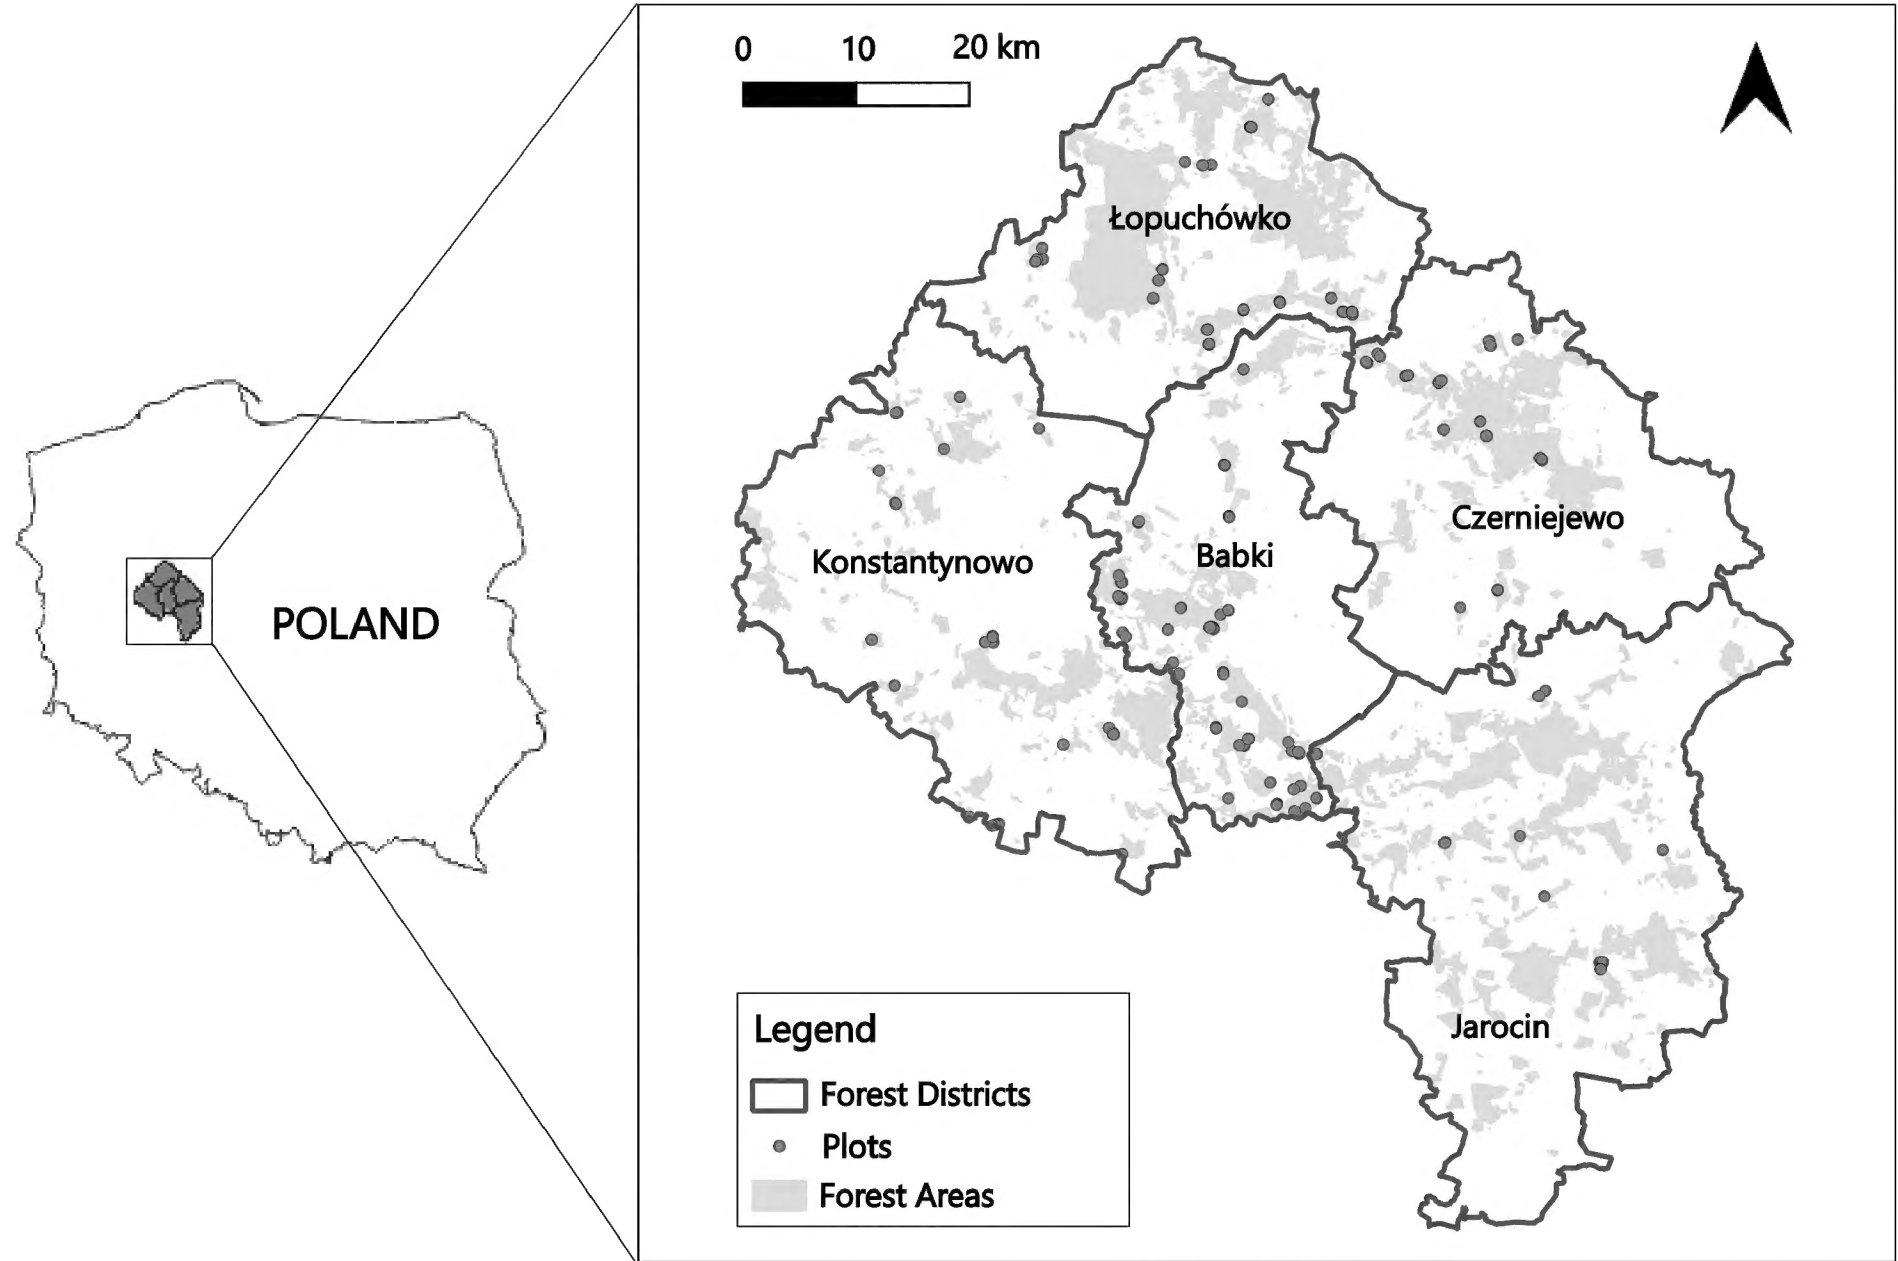 0 10 20 km
Łopuchówko
Czerniejewo
Babki
Konstantynowo
POLAND
Jarocin
Legend
Forest Districts
Plots
Forest Areas